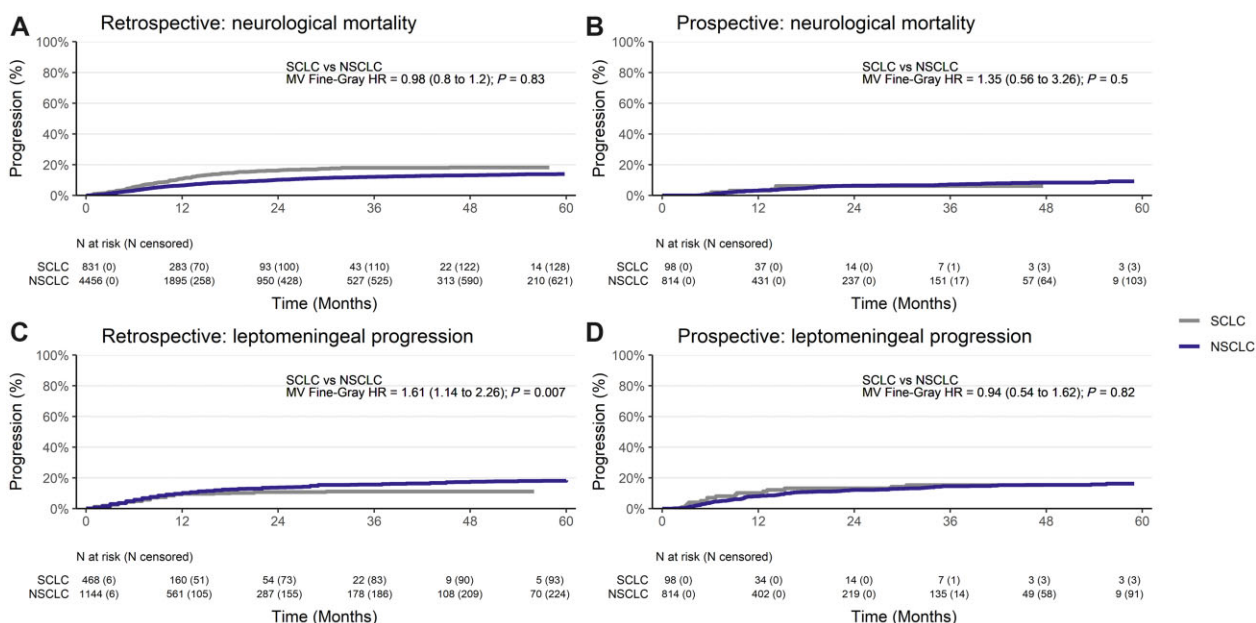 A Retrospective: neurological mortality
Progression (%)
100%
80%
60%
40%
20%
0%
SCLC vs NSCLC
MV Fine-Gray HR = 0.98 (0.8 to 1.2); P = 0.83
0 12 24 36 48 60
N at risk (N censored)
SCLC 831 (0) 283 (70) 93 (100) 43 (110) 22 (122) 14 (128)
NSCLC 4456 (0) 1895 (258) 950 (428) 527 (525) 313 (590) 210 (621)
Time (Months)
B Prospective: neurological mortality
Progression (%)
100%
80%
60%
40%
20%
0%
SCLC vs NSCLC
MV Fine-Gray HR = 1.35 (0.56 to 3.26); P = 0.5
0 12 24 36 48 60
N at risk (N censored)
SCLC 98 (0) 37 (0) 14 (0) 7 (1) 3 (3) 3 (3)
NSCLC 814 (0) 431 (0) 237 (0) 151 (17) 57 (64) 9 (103)
Time (Months)
C Retrospective: leptomeningeal progression
Progression (%)
100%
80%
60%
40%
20%
0%
SCLC vs NSCLC
MV Fine-Gray HR = 1.61 (1.14 to 2.26); P = 0.007
0 12 24 36 48 60
N at risk (N censored)
SCLC 468 (6) 160 (51) 54 (73) 22 (83) 9 (90) 5 (93)
NSCLC 1144 (6) 561 (105) 287 (155) 178 (186) 108 (209) 70 (224)
Time (Months)
D Prospective: leptomeningeal progression
Progression (%)
100%
80%
60%
40%
20%
0%
SCLC vs NSCLC
MV Fine-Gray HR = 0.94 (0.54 to 1.62); P = 0.82
0 12 24 36 48 60
N at risk (N censored)
SCLC 98 (0) 34 (0) 14 (0) 7 (1) 3 (3) 3 (3)
NSCLC 814 (0) 402 (0) 219 (0) 135 (14) 49 (58) 9 (91)
Time (Months)
SCLC
NSCLC